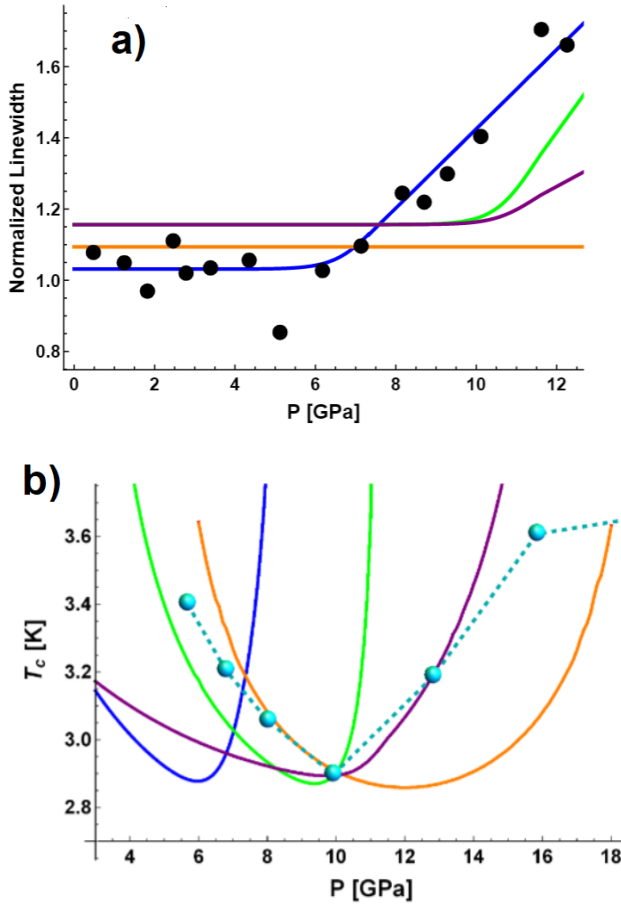 a)
Normalized Linewidth
1.6
1.4
1.2
1.0
0.8
0 2 4 6 8 10 12
P [GPa]
b)
T_c [K]
3.6
3.4
3.2
3.0
2.8
4 6 8 10 12 14 16 18
P [GPa]